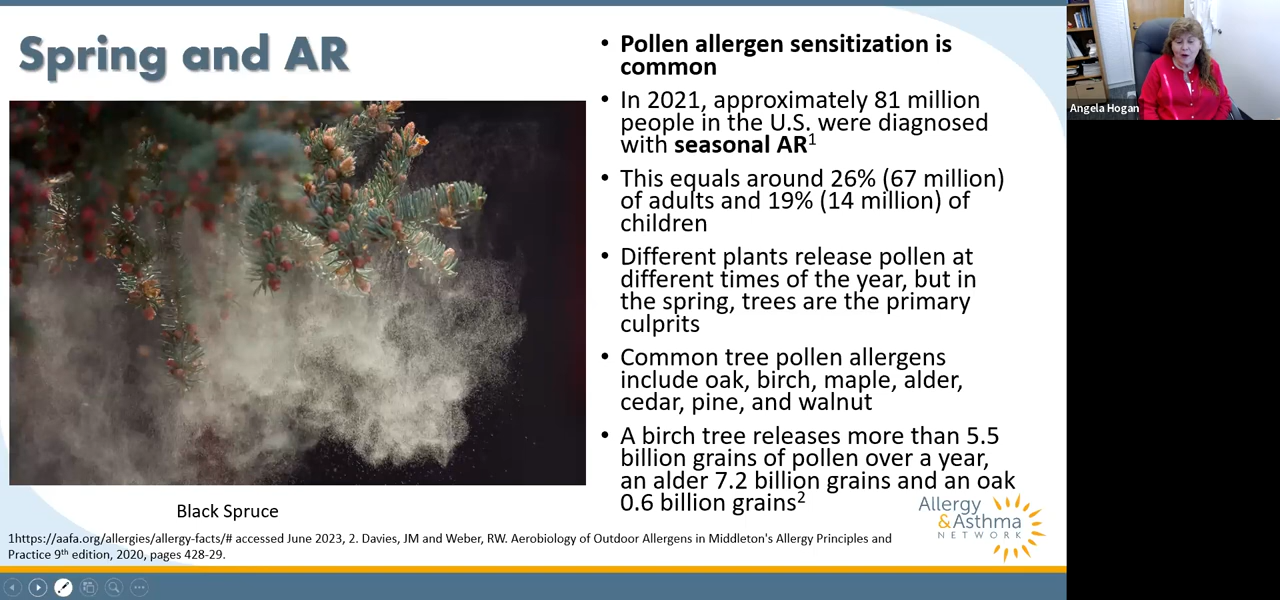 Spring and AR
• Pollen allergen sensitization is
common
• In 2021, approximately 81 million
people in the U.S. were diagnosed
with seasonal AR1
• This equals around 26% (67 million)
of adults and 19% (14 million) of
children
• Different plants release pollen at
different times of the year, but in
the spring, trees are the primary
culprits
• Common tree pollen allergens
include oak, birch, maple, alder,
cedar, pine, and walnut
• A birch tree releases more than 5.5
billion grains of pollen over a year,
an alder 7.2 billion grains and an oak
0.6 billion grains2
Black Spruce
1https://aafa.org/allergies/allergy-facts/# accessed June 2023, 2. Davies, JM and Weber, RW. Aerobiology of Outdoor Allergens in Middleton's Allergy Principles and
Practice 9th edition, 2020, pages 428-29.
Allergy
&Asthma
NETWORK
Angela Hogan